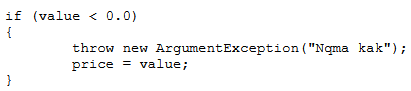 if (value < 0.0)
{
        throw new ArgumentException("Nqma kak");
        price = value;
}